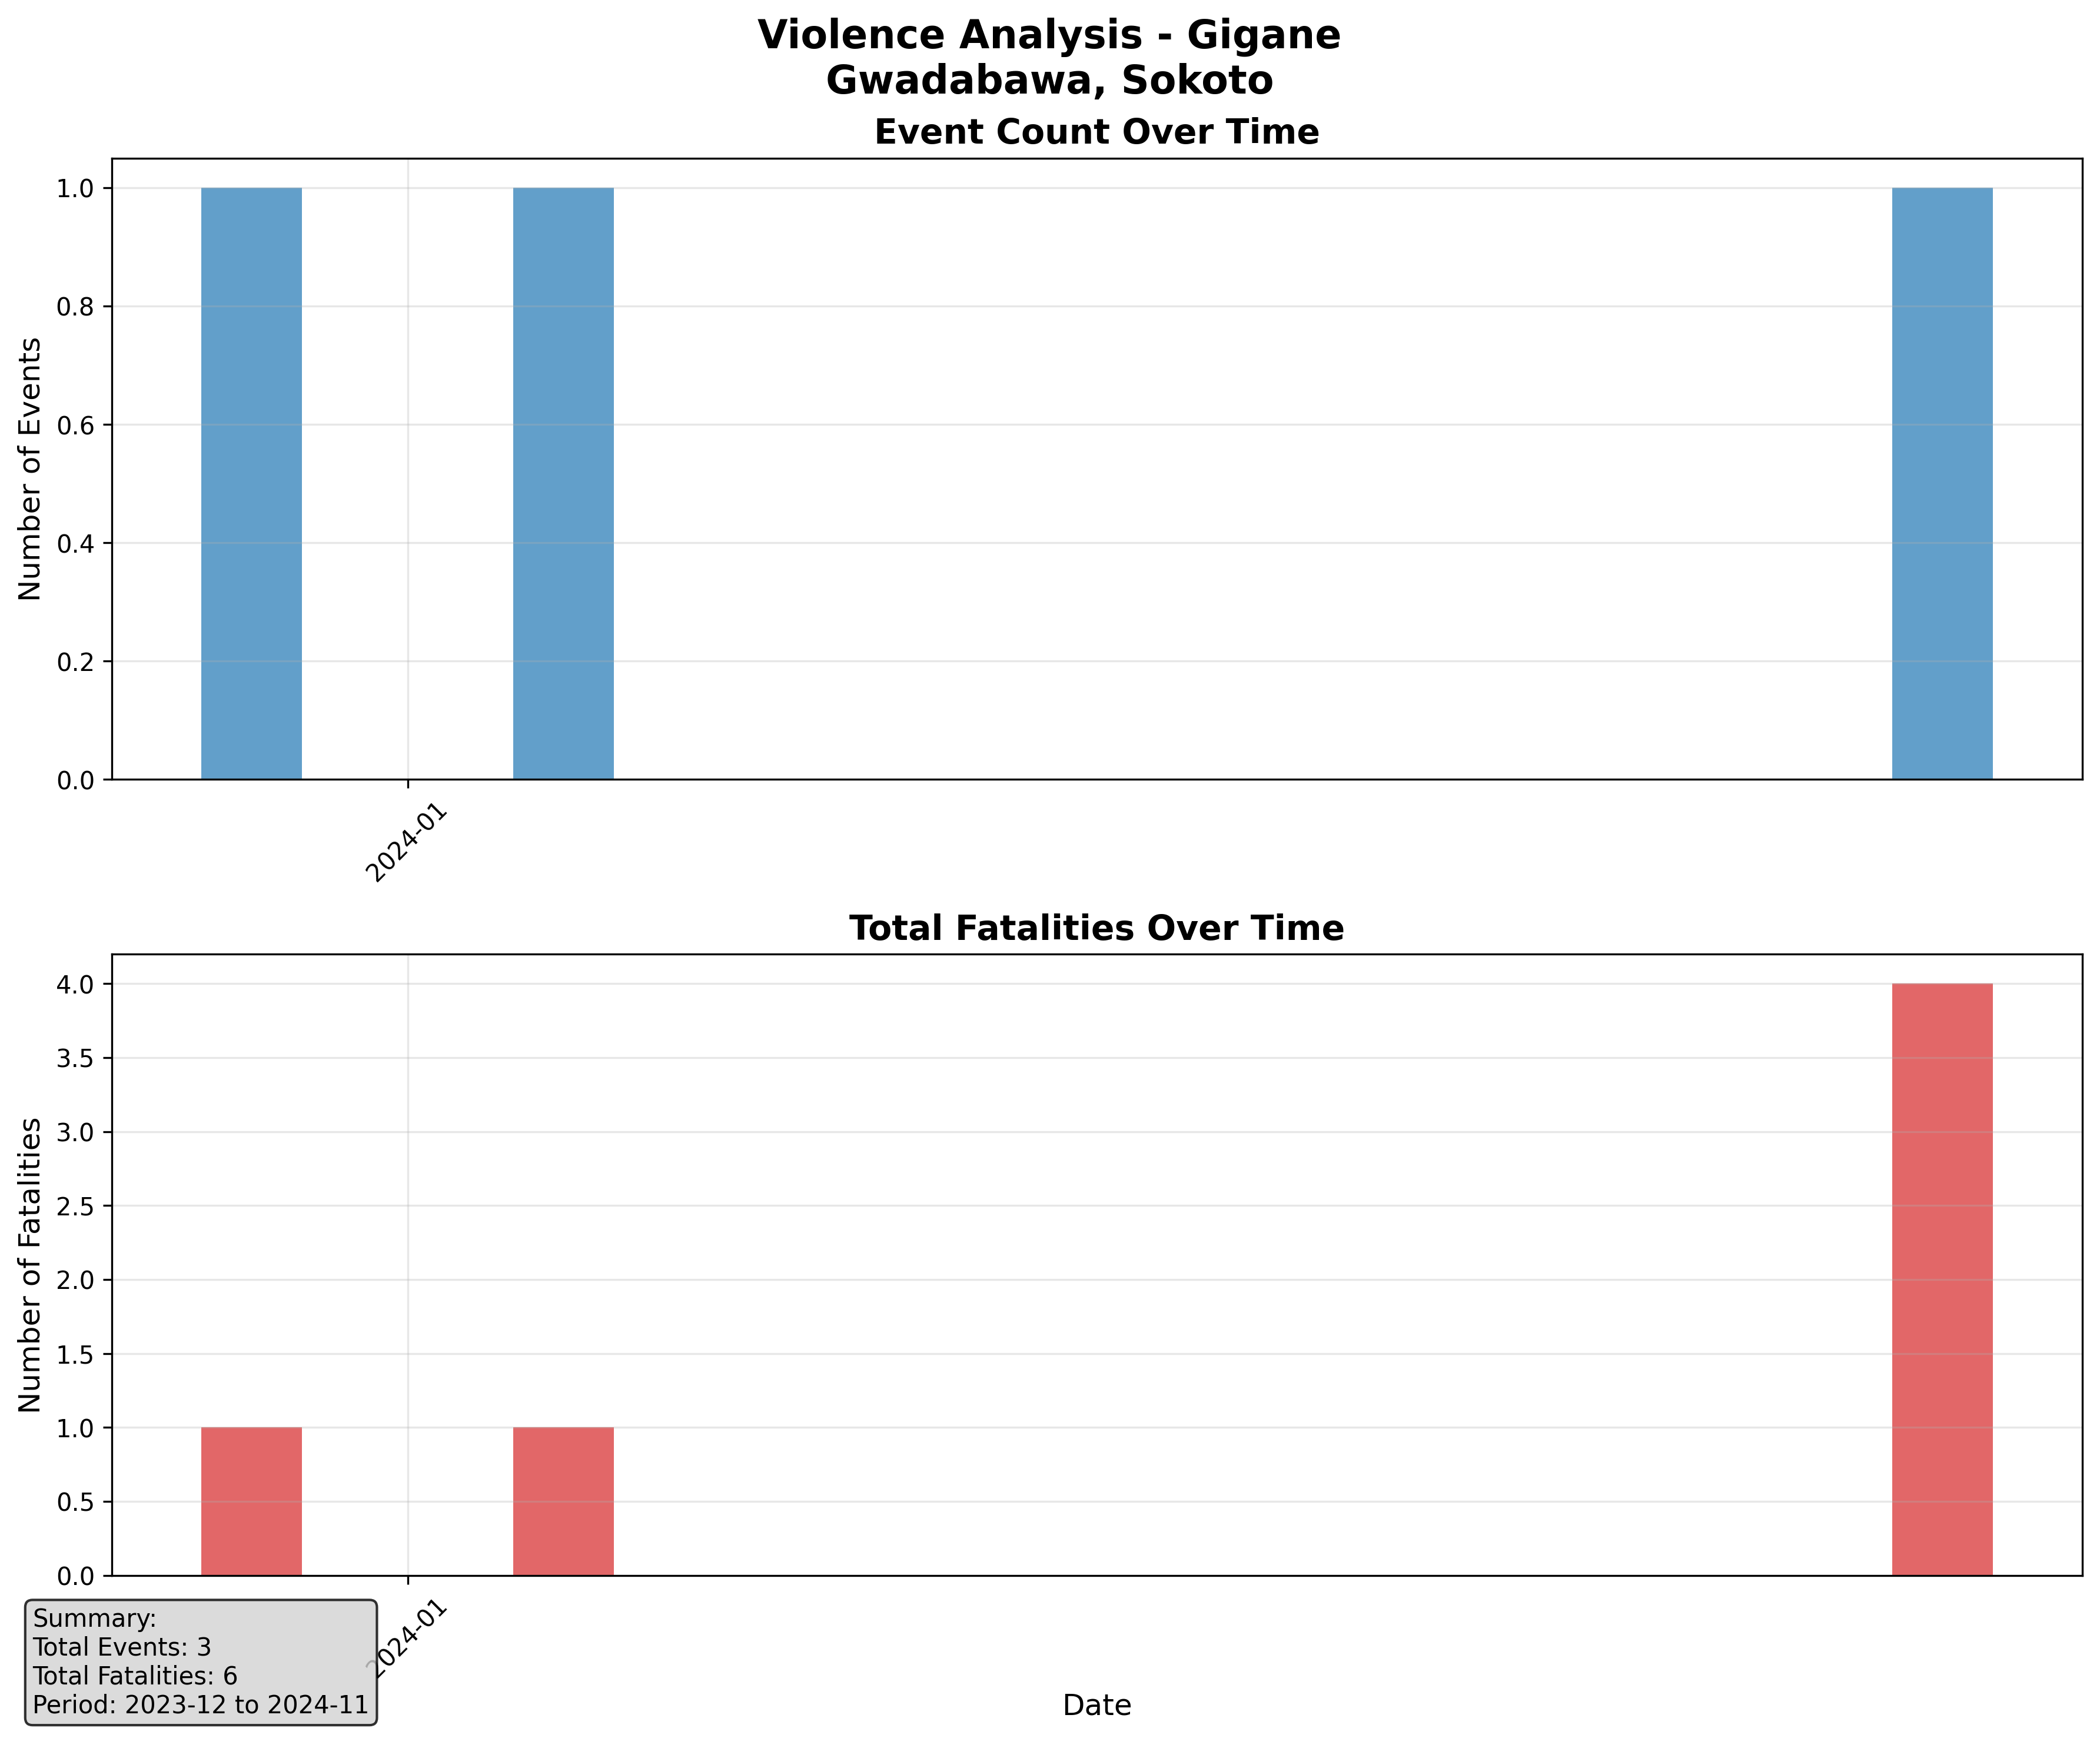 Violence Analysis - Gigane
Gwadabawa, Sokoto
Event Count Over Time
1.0
0.8
0.6
0.4
0.2
0.0
Number of Events
2024-01
Total Fatalities Over Time
4.0
3.5
3.0
2.5
2.0
1.5
1.0
0.5
0.0
Number of Fatalities
2024-01
Date
Summary:
Total Events: 3
Total Fatalities: 6
Period: 2023-12 to 2024-11